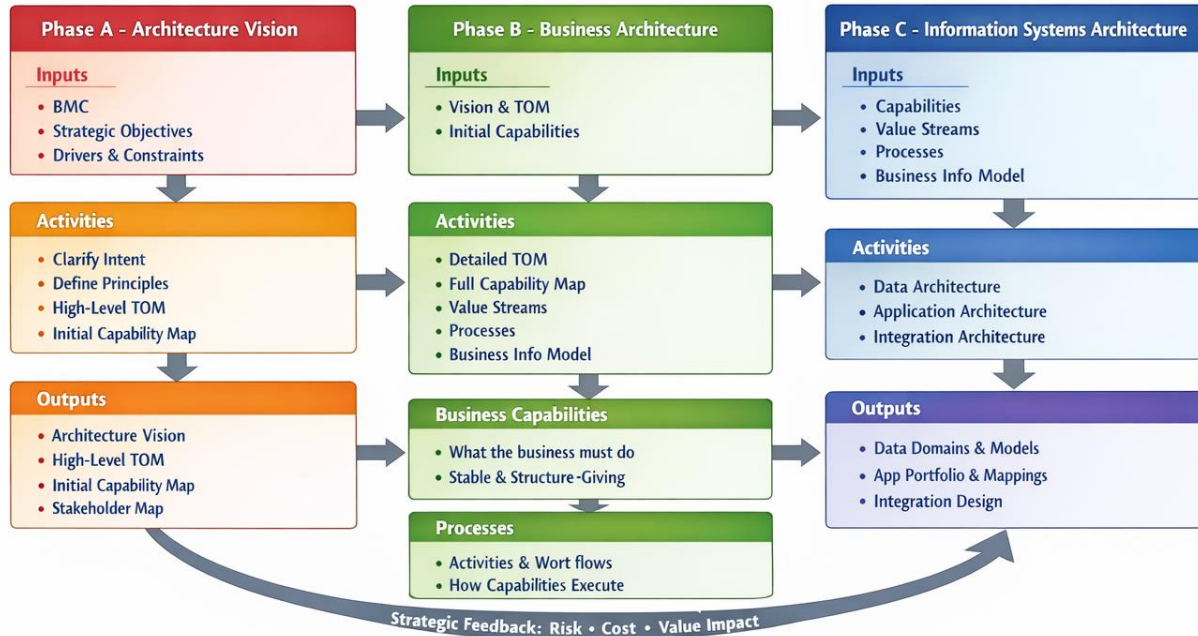 Phase A - Architecture Vision
Inputs
• BMC
• Strategic Objectives
• Drivers & Constraints
Activities
• Clarify Intent
• Define Principles
• High-Level TOM
• Initial Capability Map
Outputs
• Architecture Vision
• High-Level TOM
• Initial Capability Map
• Stakeholder Map
Phase B - Business Architecture
Inputs
• Vision & TOM
• Initial Capabilities
Activities
• Detailed TOM
• Full Capability Map
• Value Streams
• Processes
• Business Info Model
Business Capabilities
• What the business must do
• Stable & Structure-Giving
Processes
• Activities & Wort flows
• How Capabilities Execute
Phase C - Information Systems Architecture
Inputs
• Capabilities
• Value Streams
• Processes
• Business Info Model
Activities
• Data Architecture
• Application Architecture
• Integration Architecture
Outputs
• Data Domains & Models
• App Portfolio & Mappings
• Integration Design
Strategic Feedback: Risk • Cost • Value Impact